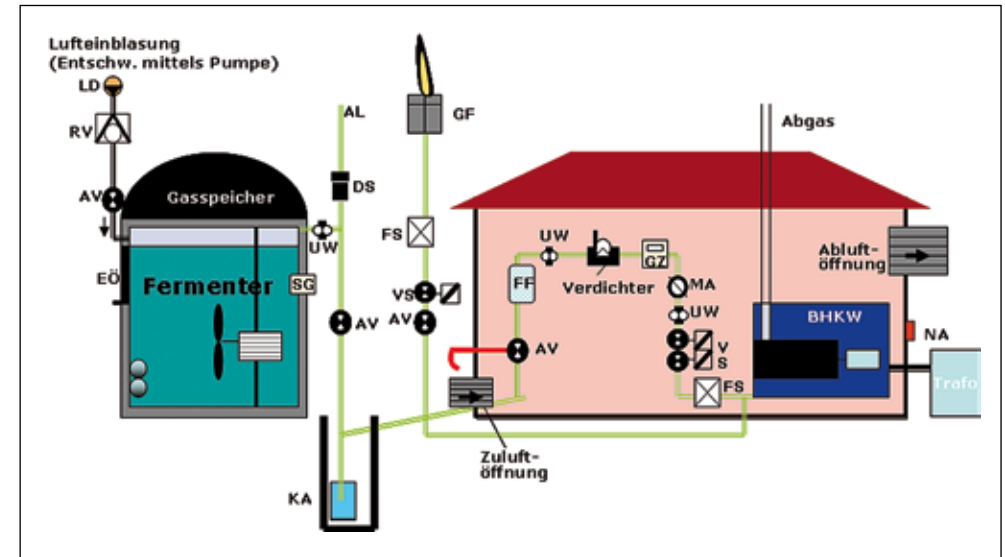 Lufteinblasung
(Entschw. mittels Pumpe)
LD
RV
AV
Gasspeicher
EÖ
Fermenter
SG
UW
AL
DS
AV
KA
GF
FS
VS
AV
Zuluft-
öffnung
AV
FF
UW
Verdichter
GZ
MA
UW
V
S
FS
Abgas
Abluft-
öffnung
BHKW
NA
Trafo